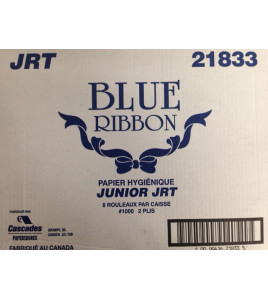 JRT 21833
BLUE
RIBBON
PAPIER HYGIÉNIQUE
JUNIOR JRT
8 ROULEAUX PAR CAISSE
#1000 2 PLIS
Cascades
FABRIQUÉ AU CANADA